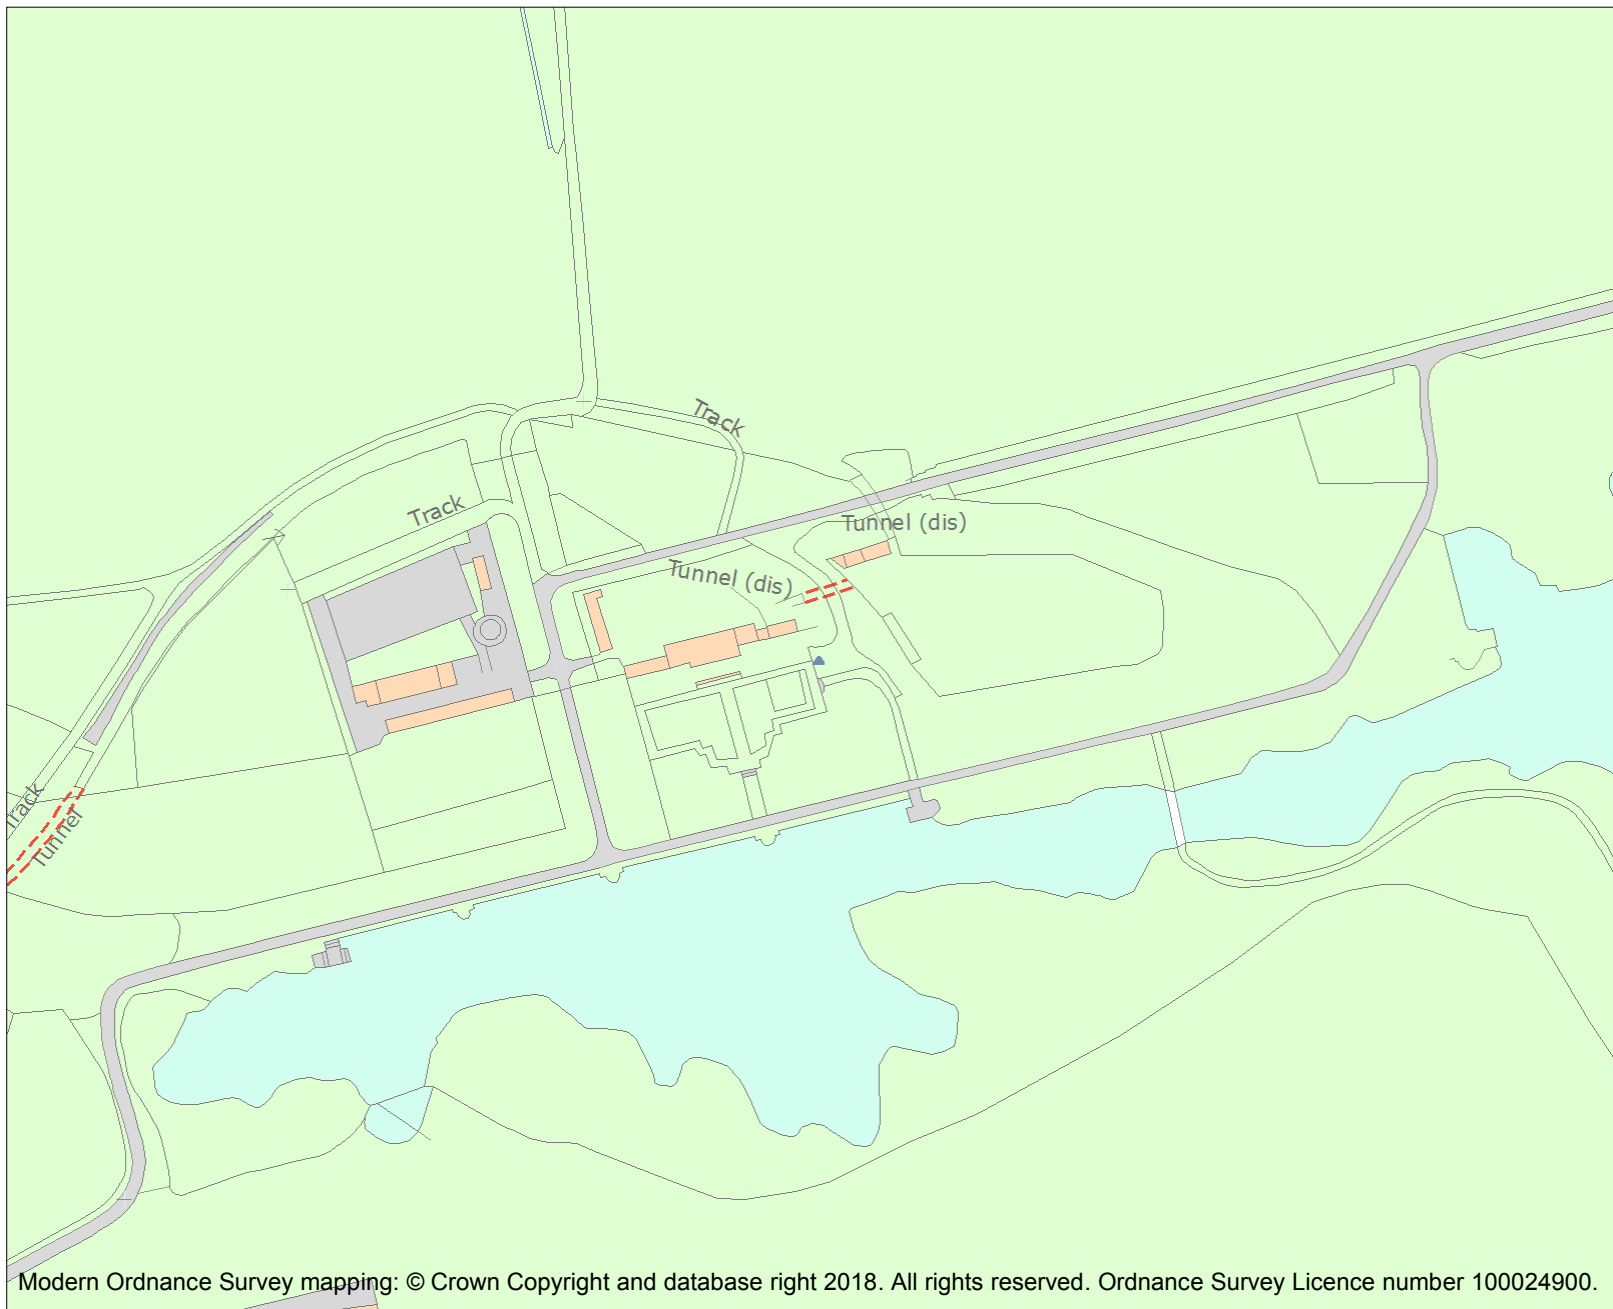 Track
Track
Tunnel (dis)
Tunnel (dis)
Track
Tunnel
Modern Ordnance Survey mapping: © Crown Copyright and database right 2018. All rights reserved. Ordnance Survey Licence number 100024900.